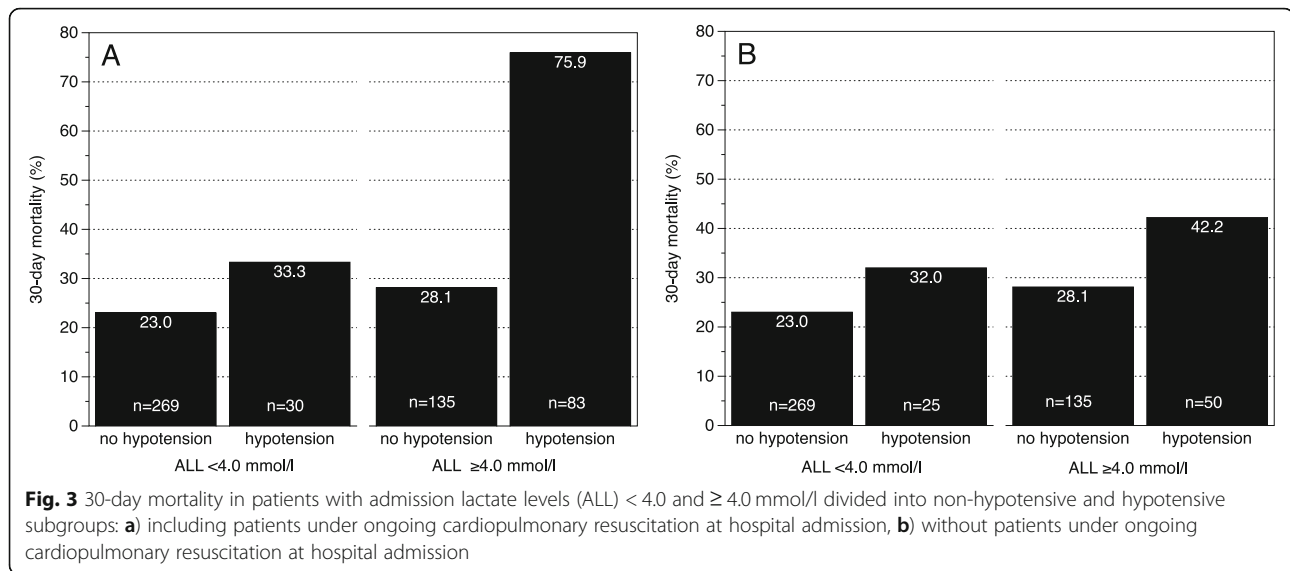 A
80
70
60
50
40
30
20
10
0
30-day mortality (%)
23.0
33.3
28.1
75.9
n=269
n=30
n=135
n=83
no hypotension
hypotension
no hypotension
hypotension
ALL <4.0 mmol/l
ALL ≥4.0 mmol/l
B
80
70
60
50
40
30
20
10
0
30-day mortality (%)
23.0
32.0
28.1
42.2
n=269
n=25
n=135
n=50
no hypotension
hypotension
no hypotension
hypotension
ALL <4.0 mmol/l
ALL ≥4.0 mmol/l
Fig. 3 30-day mortality in patients with admission lactate levels (ALL) < 4.0 and ≥ 4.0 mmol/l divided into non-hypotensive and hypotensive
subgroups: a) including patients under ongoing cardiopulmonary resuscitation at hospital admission, b) without patients under ongoing
cardiopulmonary resuscitation at hospital admission